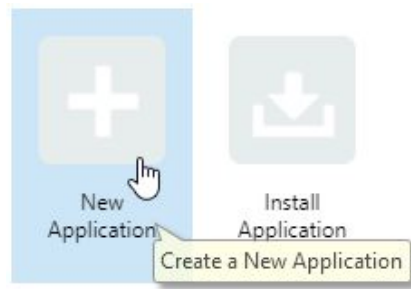 New
Application
Install
Application
Create a New Application